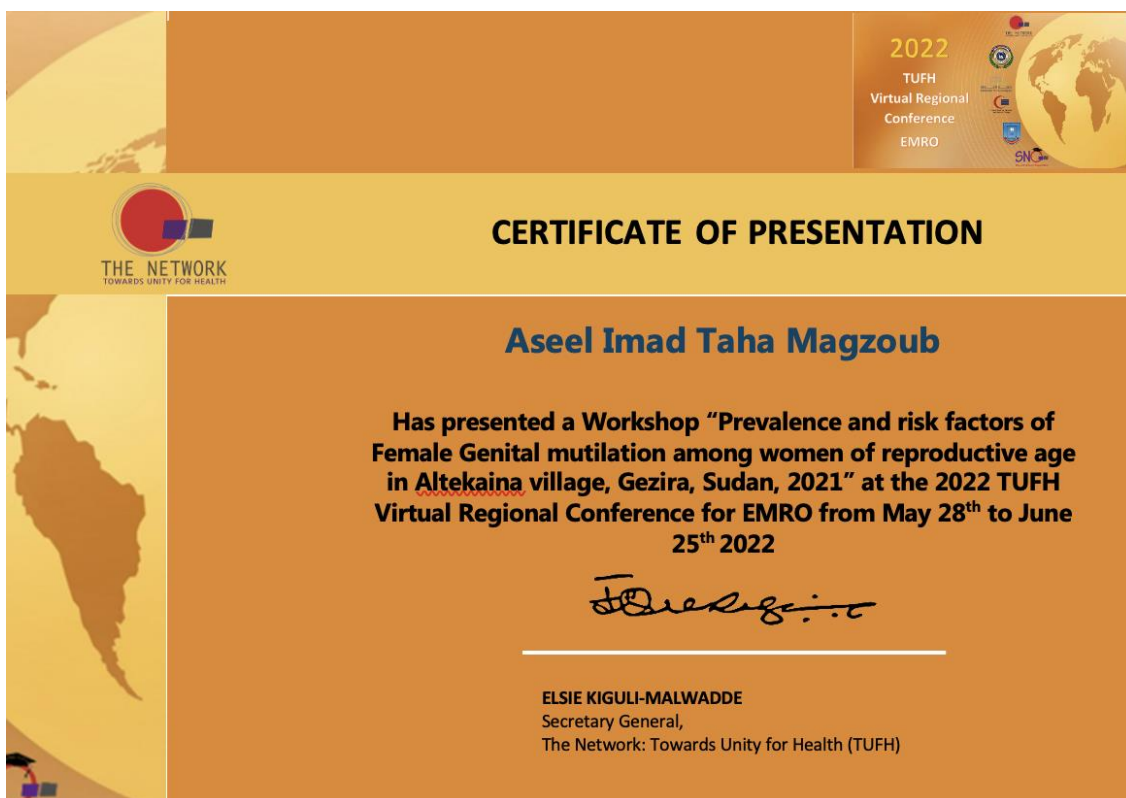 2022
TUFH
Virtual Regional
Conference
EMRO
SNO
THE NETWORK
TOWARDS UNITY FOR HEALTH
CERTIFICATE OF PRESENTATION
Aseel Imad Taha Magzoub
Has presented a Workshop “Prevalence and risk factors of
Female Genital mutilation among women of reproductive age
in Altekaina village, Gezira, Sudan, 2021” at the 2022 TUFH
Virtual Regional Conference for EMRO from May 28th to June
25th 2022
ELSIE KIGULI-MALWADDE
Secretary General,
The Network: Towards Unity for Health (TUFH)